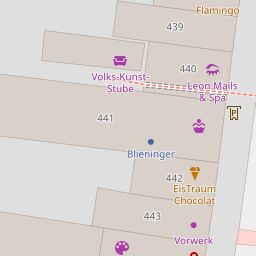 Flamingo
439
440
Volks-Kunst-
Stube
Leon Mails
& Spa
441
Blieninger
442
EisTraum
Chocolat
443
Vorwerk